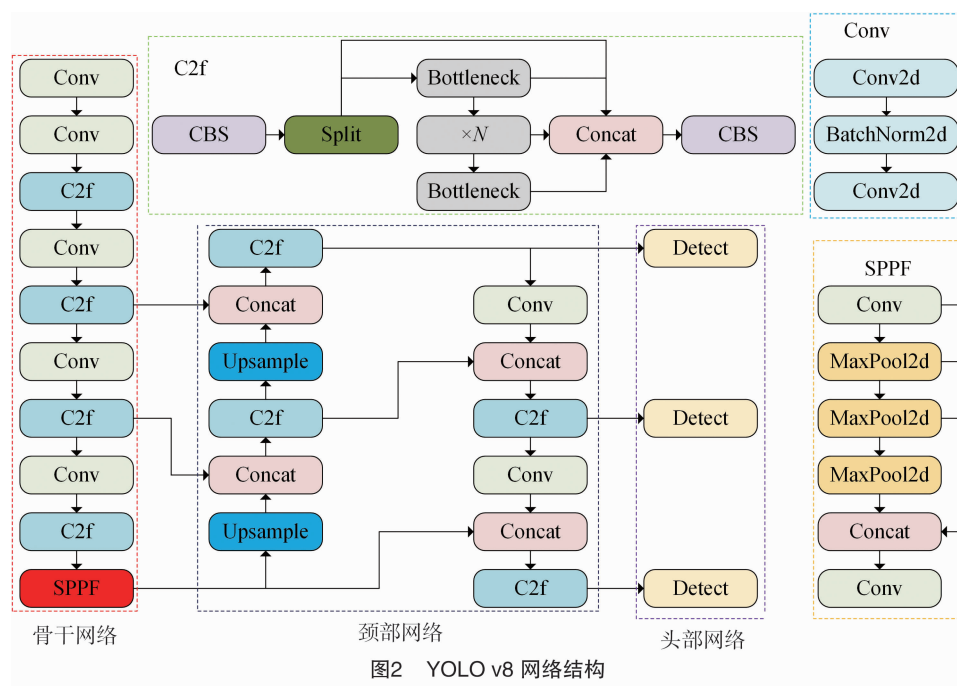 Conv
Conv
C2f
Conv
C2f
Conv
C2f
Conv
C2f
SPPF
骨干网络
C2f
Bottleneck
CBS
Split
×N
Concat
CBS
Bottleneck
Conv
Conv2d
BatchNorm2d
Conv2d
C2f
Concat
Upsample
C2f
Concat
Upsample
Conv
Concat
C2f
Conv
Concat
C2f
颈部网络
Detect
Detect
Detect
头部网络
SPPF
Conv
MaxPool2d
MaxPool2d
MaxPool2d
Concat
Conv
图2 YOLO v8 网络结构